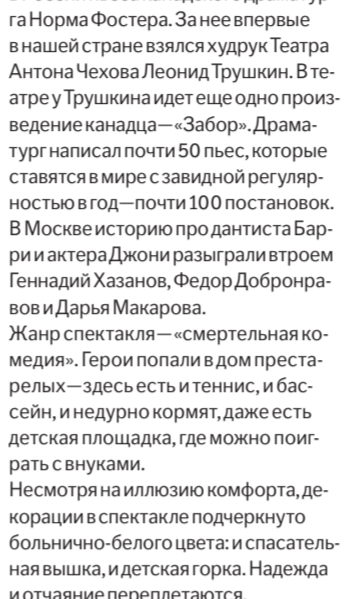 га Норма Фостера. За нее впервые
в нашей стране взялся худрук Театра
Антона Чехова Леонид Трушкин. В те-
атре у Трушкина идет еще одно произ-
ведение канадца—«Забор». Драма-
тург написал почти 50 пьес, которые
ставятся в мире с завидной регуляр-
ностью в год—почти 100 постановок.
В Москве историю про дантиста Бар-
ри и актера Джони разыграли втроем
Геннадий Хазанов, Федор Добронра-
вов и Дарья Макарова.
Жанр спектакля—«смертельная ко-
медия». Герои попали в дом преста-
релых—здесь есть и теннис, и бас-
сейн, и недурно кормят, даже есть
детская площадка, где можно поиг-
рать с внуками.
Несмотря на иллюзию комфорта, де-
корации в спектакле подчеркнуто
больнично-белого цвета: и спасатель-
ная вышка, и детская горка. Надежда
и отчаяние переплетаются.